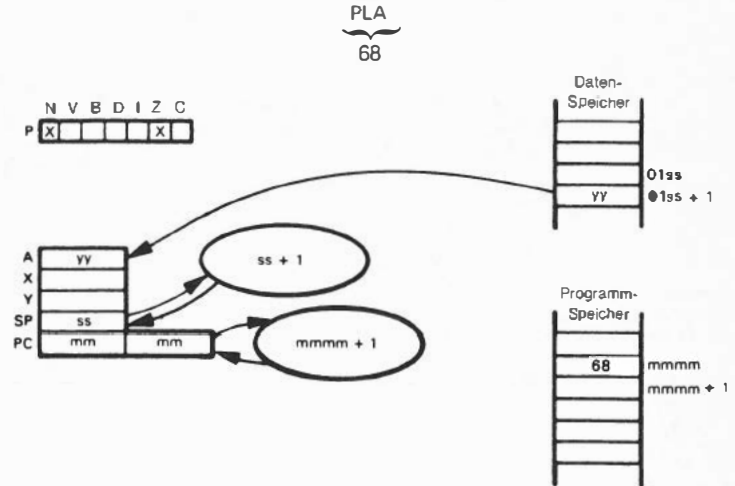 PLA
68
N V B D I Z C
P X X
Daten-
Speicher
01ss
yy 01ss + 1
A yy
X
Y
SP ss
PC mm mm
ss + 1
mmmm + 1
Programm-
Speicher
68 mmmm
mmmm + 1